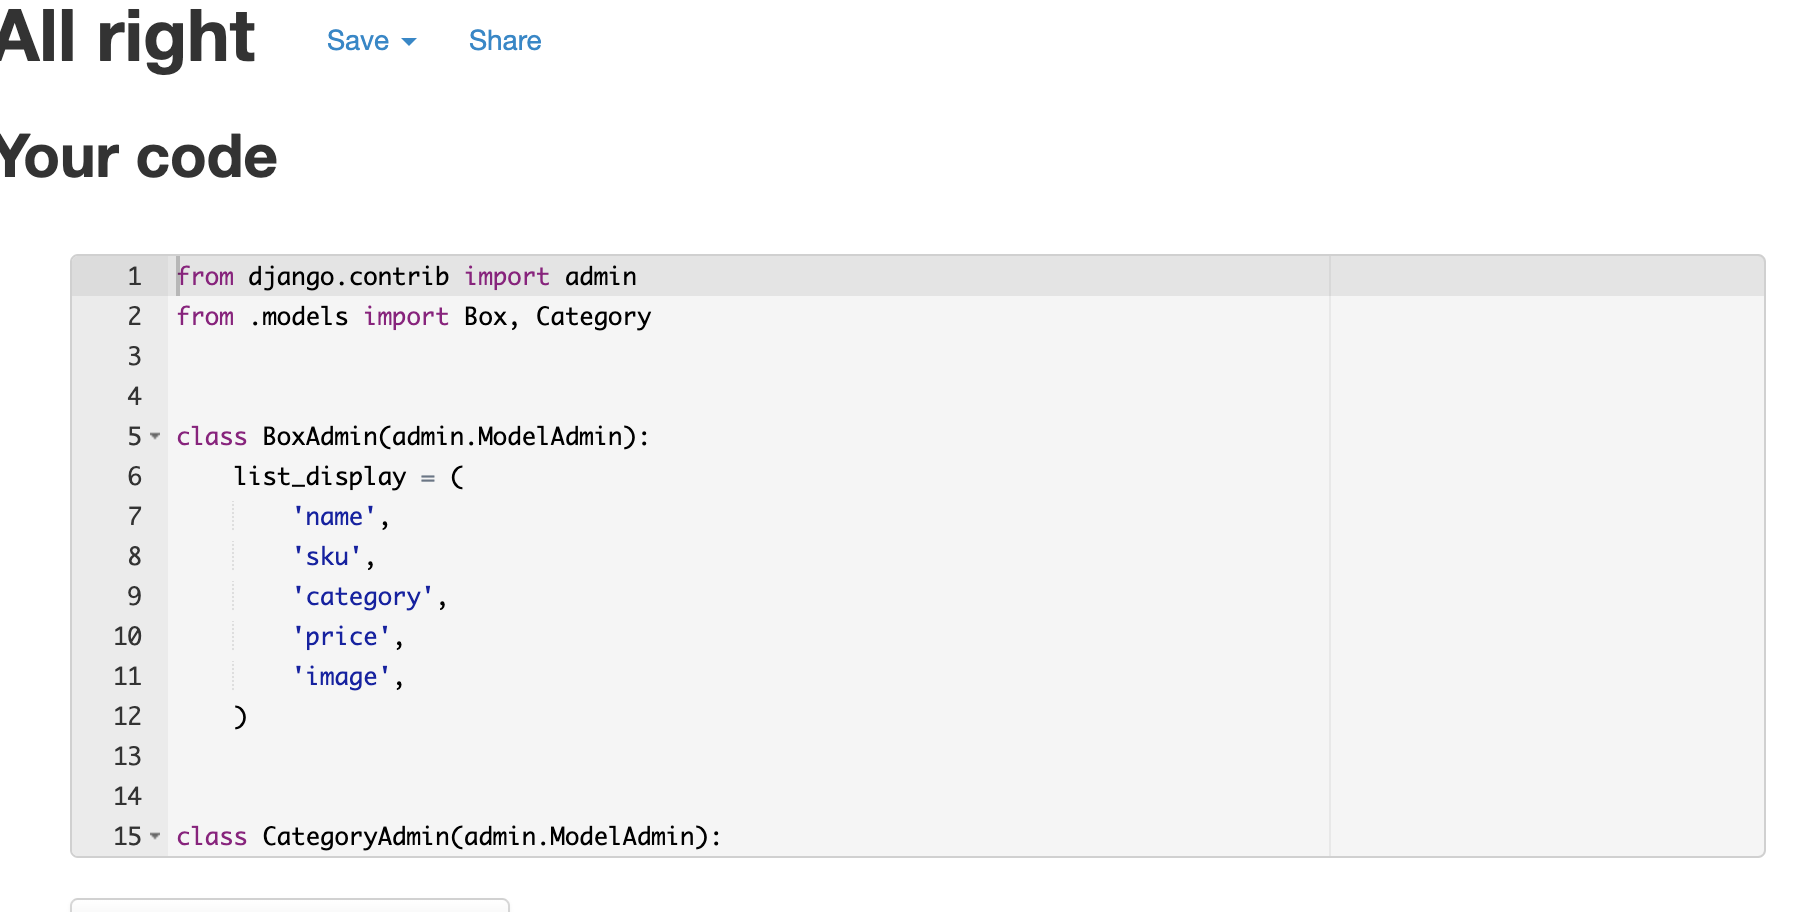 All right
Save
Share
Your code
1 from django.contrib import admin
2 from .models import Box, Category
3
4
5 class BoxAdmin(admin.ModelAdmin):
6     list_display = (
7         'name',
8         'sku',
9         'category',
10         'price',
11         'image',
12     )
13
14
15 class CategoryAdmin(admin.ModelAdmin):